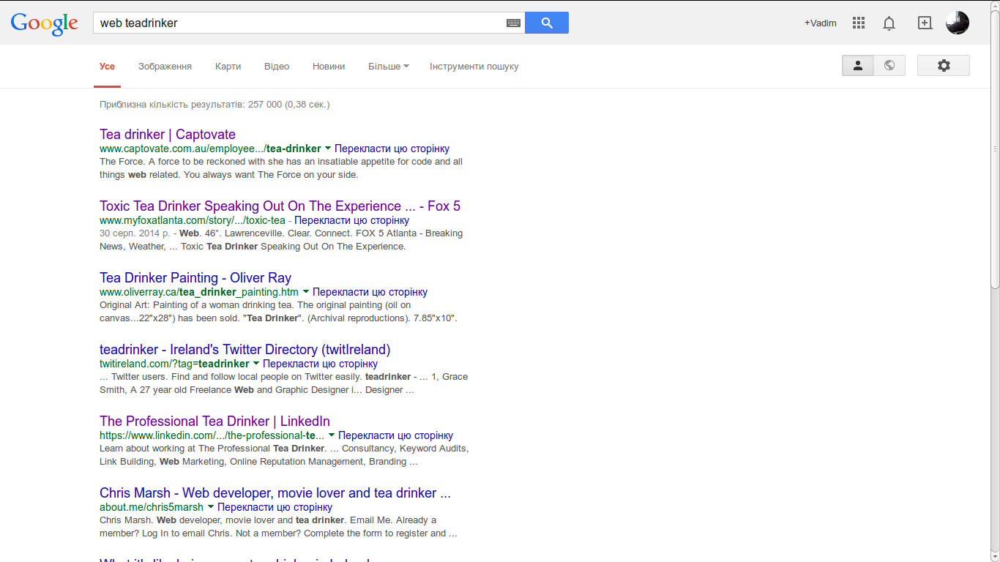 Google
web teadrinker
+Vadim
Усе Зображення Карти Відео Новини Більше Інструменти пошуку
Приблизна кількість результатів: 257 000 (0,38 сек.)
Tea drinker | Captovate
www.captovate.com.au/employee.../tea-drinker Перекласти цю сторінку
The Force. A force to be reckoned with she has an insatiable appetite for code and all
things web related. You always want The Force on your side.
Toxic Tea Drinker Speaking Out On The Experience ... - Fox 5
www.myfoxatlanta.com/story/.../toxic-tea - Перекласти цю сторінку
30 серп. 2014 р. - Web. 46°. Lawrenceville. Clear. Connect. FOX 5 Atlanta - Breaking
News, Weather, ... Toxic Tea Drinker Speaking Out On The Experience.
Tea Drinker Painting - Oliver Ray
www.oliverray.ca/tea_drinker_painting.htm Перекласти цю сторінку
Original Art: Painting of a woman drinking tea. The original painting (oil on
canvas...22"x28") has been sold. "Tea Drinker". (Archival reproductions). 7.85"x10".
teadrinker - Ireland's Twitter Directory (twitIreland)
twitireland.com/?tag=teadrinker Перекласти цю сторінку
... Twitter users. Find and follow local people on Twitter easily. teadrinker - ... 1, Grace
Smith, A 27 year old Freelance Web and Graphic Designer i... Designer ...
The Professional Tea Drinker | LinkedIn
https://www.linkedin.com/.../the-professional-te... Перекласти цю сторінку
Learn about working at The Professional Tea Drinker. ... Consultancy, Keyword Audits,
Link Building, Web Marketing, Online Reputation Management, Branding ...
Chris Marsh - Web developer, movie lover and tea drinker ...
about.me/chris5marsh Перекласти цю сторінку
Chris Marsh. Web developer, movie lover and tea drinker. Email Me. Already a
member? Log In to email Chris. Not a member? Complete the form to register and ...